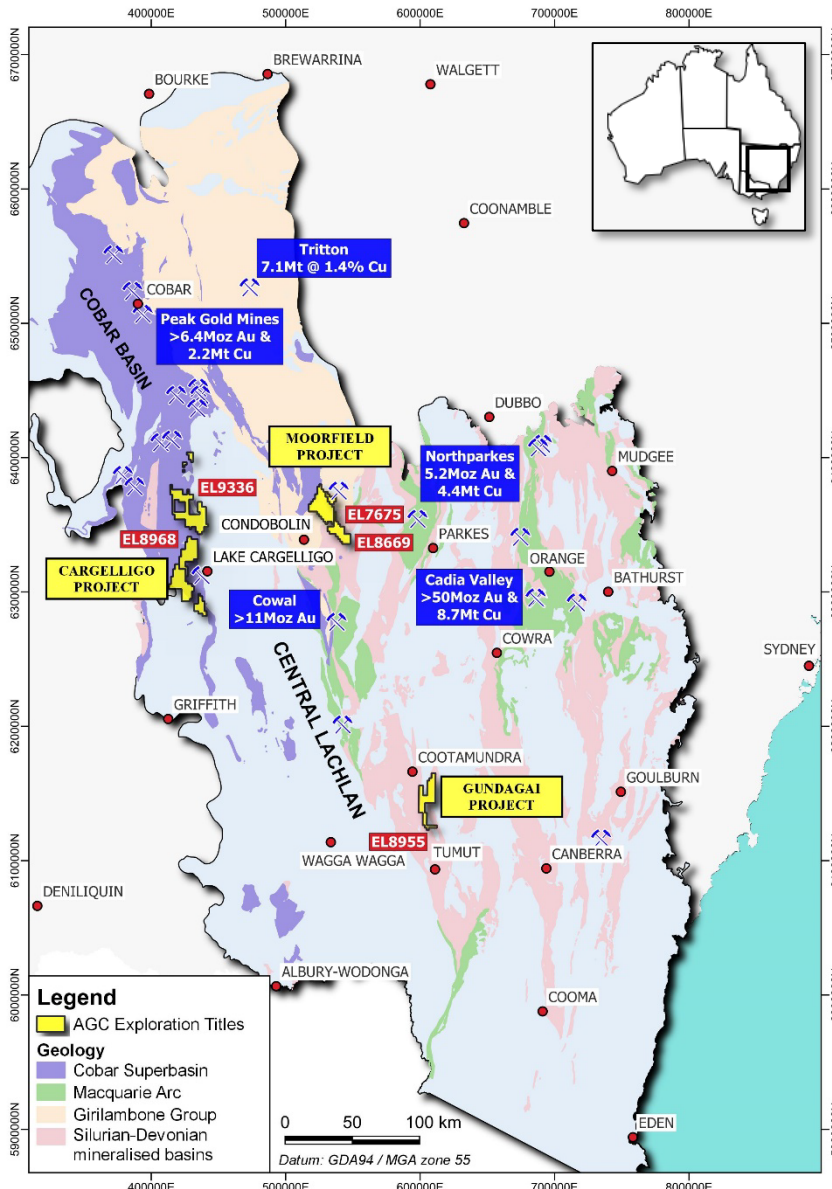 400000E 500000E 600000E 700000E 800000E
6700000N
BREWARRINA
BOURKE
WALGETT
6600000N
COONAMBLE
Tritton
7.1Mt @ 1.4% Cu
COBAR
COBAR BASIN
Peak Gold Mines
>6.4Moz Au &
2.2Mt Cu
6500000N
DUBBO
MOORFIELD
PROJECT
Northparkes
5.2Moz Au &
4.4Mt Cu
MUDGEE
6400000N
EL9336
EL7675
EL8669
CONDOBOLIN
EL8968
PARKES
LAKE CARGELLIGO
CARGELLIGO
PROJECT
ORANGE
BATHURST
6300000N
Cowal
>11Moz Au
Cadia Valley
>50Moz Au &
8.7Mt Cu
COWRA
SYDNEY
CENTRAL LACHLAN
GRIFFITH
6200000N
COOTAMUNDRA
GUNDAGAI
PROJECT
GOULBURN
EL8955
WAGGA WAGGA
TUMUT
CANBERRA
6100000N
DENILIQUIN
ALBURY-WODONGA
6000000N
COOMA
Legend
AGC Exploration Titles
Geology
Cobar Superbasin
Macquarie Arc
Girilambone Group
Silurian-Devonian
mineralised basins
0 50 100 km
Datum: GDA94 / MGA zone 55
EDEN
5900000N
400000E 500000E 600000E 700000E 800000E